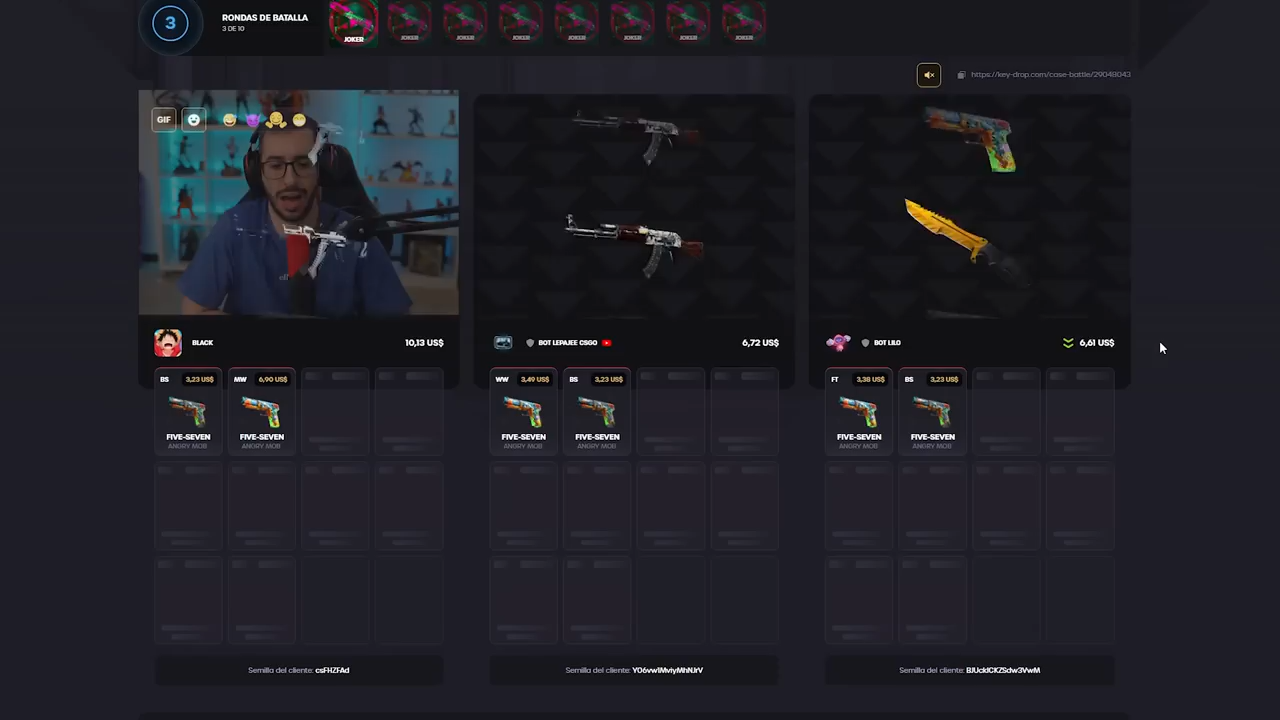 3
RONDAS DE BATALLA
3 DE 10
JOKER
JOKER
JOKER
JOKER
JOKER
JOKER
JOKER
JOKER
https://key-drop.com/case-battle/29048043
GIF
BLACK
10,13 US$
BOT LEPAJEE CSGO
6,72 US$
BOT LILO
6,61 US$
BS
3,23 US$
FIVE-SEVEN
ANGRY MOB
MW
6,90 US$
FIVE-SEVEN
ANGRY MOB
WW
3,49 US$
FIVE-SEVEN
ANGRY MOB
BS
3,23 US$
FIVE-SEVEN
ANGRY MOB
FT
3,38 US$
FIVE-SEVEN
ANGRY MOB
BS
3,23 US$
FIVE-SEVEN
ANGRY MOB
Semilla del cliente: csFHZFAd
Semilla del cliente:
Semilla del cliente: